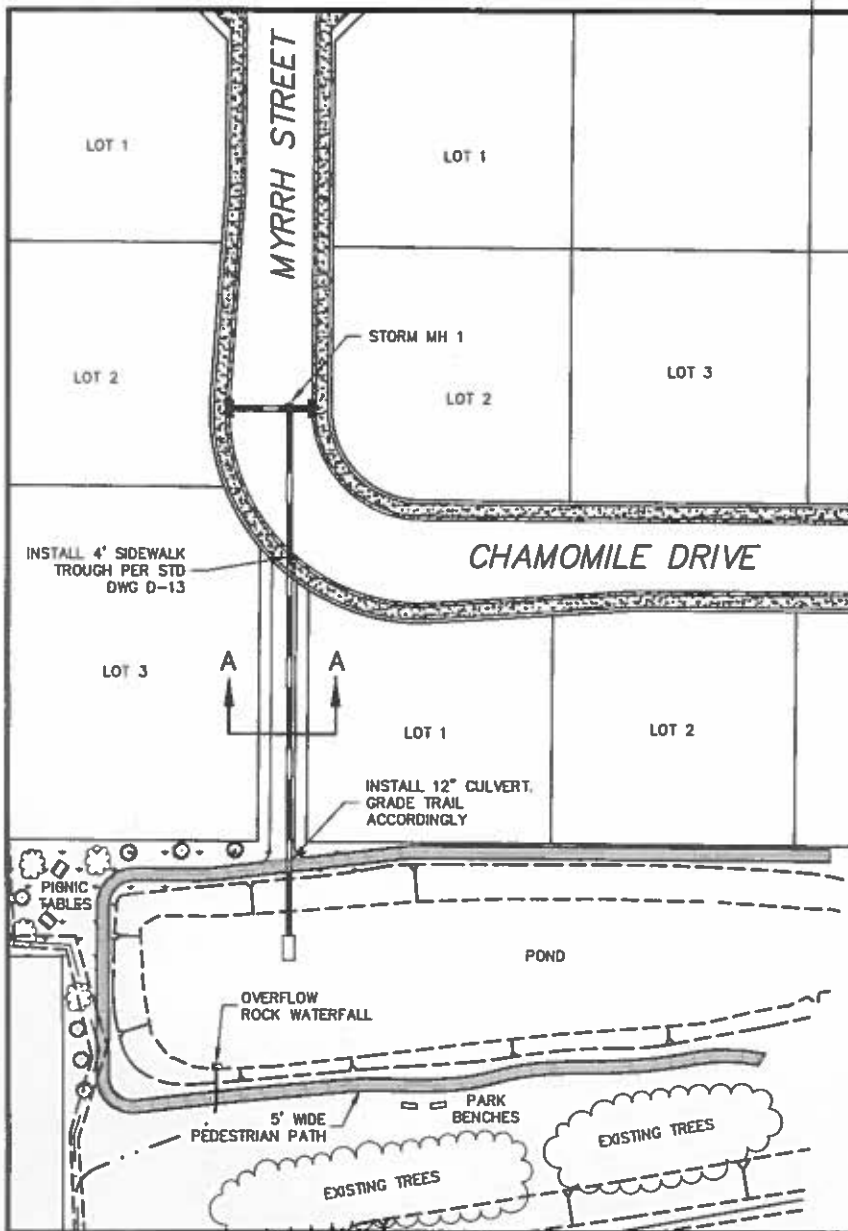 MYRRH STREET
LOT 1
LOT 1
STORM MH 1
LOT 2
LOT 2
LOT 3
INSTALL 4' SIDEWALK
TROUGH PER STD
DWG D-13
CHAMOMILE DRIVE
LOT 3
A
A
LOT 1
LOT 2
INSTALL 12" CULVERT.
GRADE TRAIL
ACCORDINGLY
PICNIC
TABLES
POND
OVERFLOW
ROCK WATERFALL
5' WIDE
PEDESTRIAN PATH
PARK
BENCHES
EXISTING TREES
EXISTING TREES